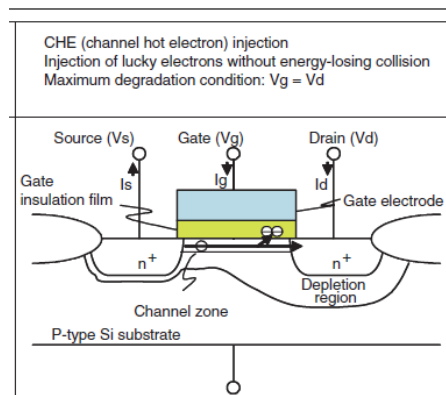 CHE (channel hot electron) injection
Injection of lucky electrons without energy-losing collision
Maximum degradation condition: Vg = Vd
Source (Vs) Gate (Vg) Drain (Vd)
Gate
insulation film
Is Ig Id
Gate electrode
n+ n+
Depletion
region
Channel zone
P-type Si substrate